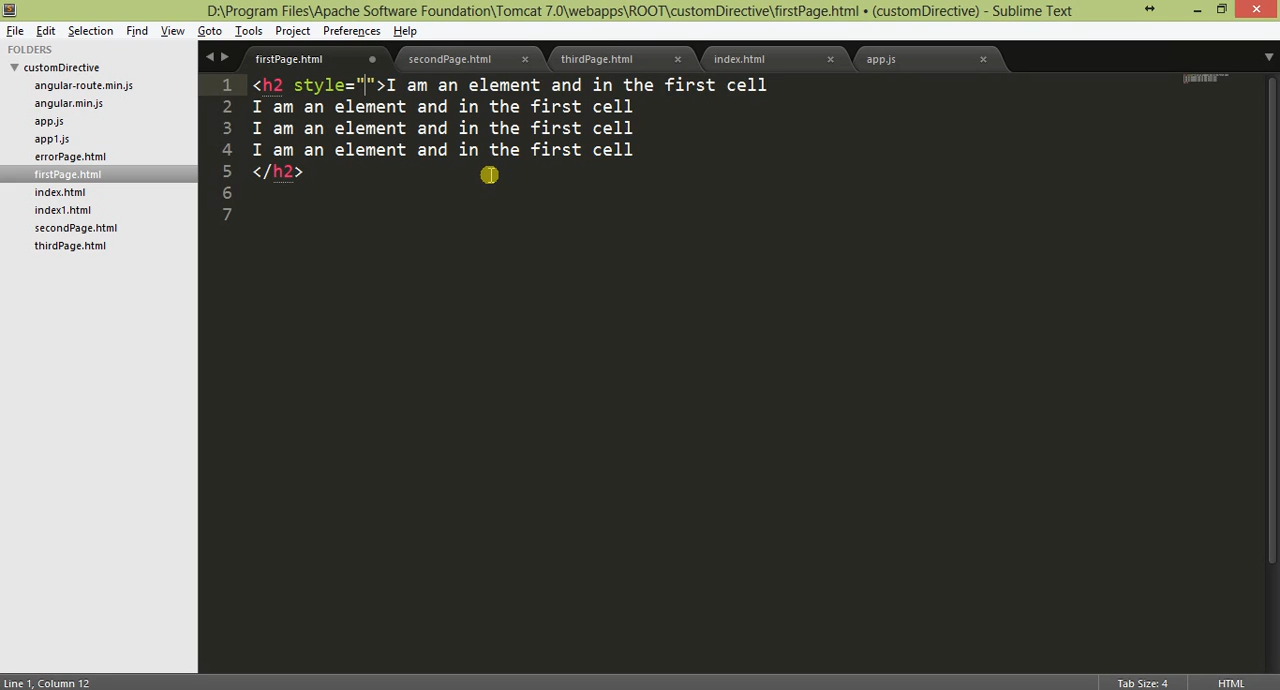 D:\Program Files\Apache Software Foundation\Tomcat 7.0\webapps\ROOT\customDirective\firstPage.html • (customDirective) - Sublime Text
File Edit Selection Find View Goto Tools Project Preferences Help
FOLDERS
customDirective
angular-route.min.js
angular.min.js
app.js
app1.js
errorPage.html
firstPage.html
index.html
index1.html
secondPage.html
thirdPage.html
firstPage.html secondPage.html thirdPage.html index.html app.js
1 <h2 style="">I am an element and in the first cell
2 I am an element and in the first cell
3 I am an element and in the first cell
4 I am an element and in the first cell
5 </h2>
6
7
Line 1, Column 12 Tab Size: 4 HTML